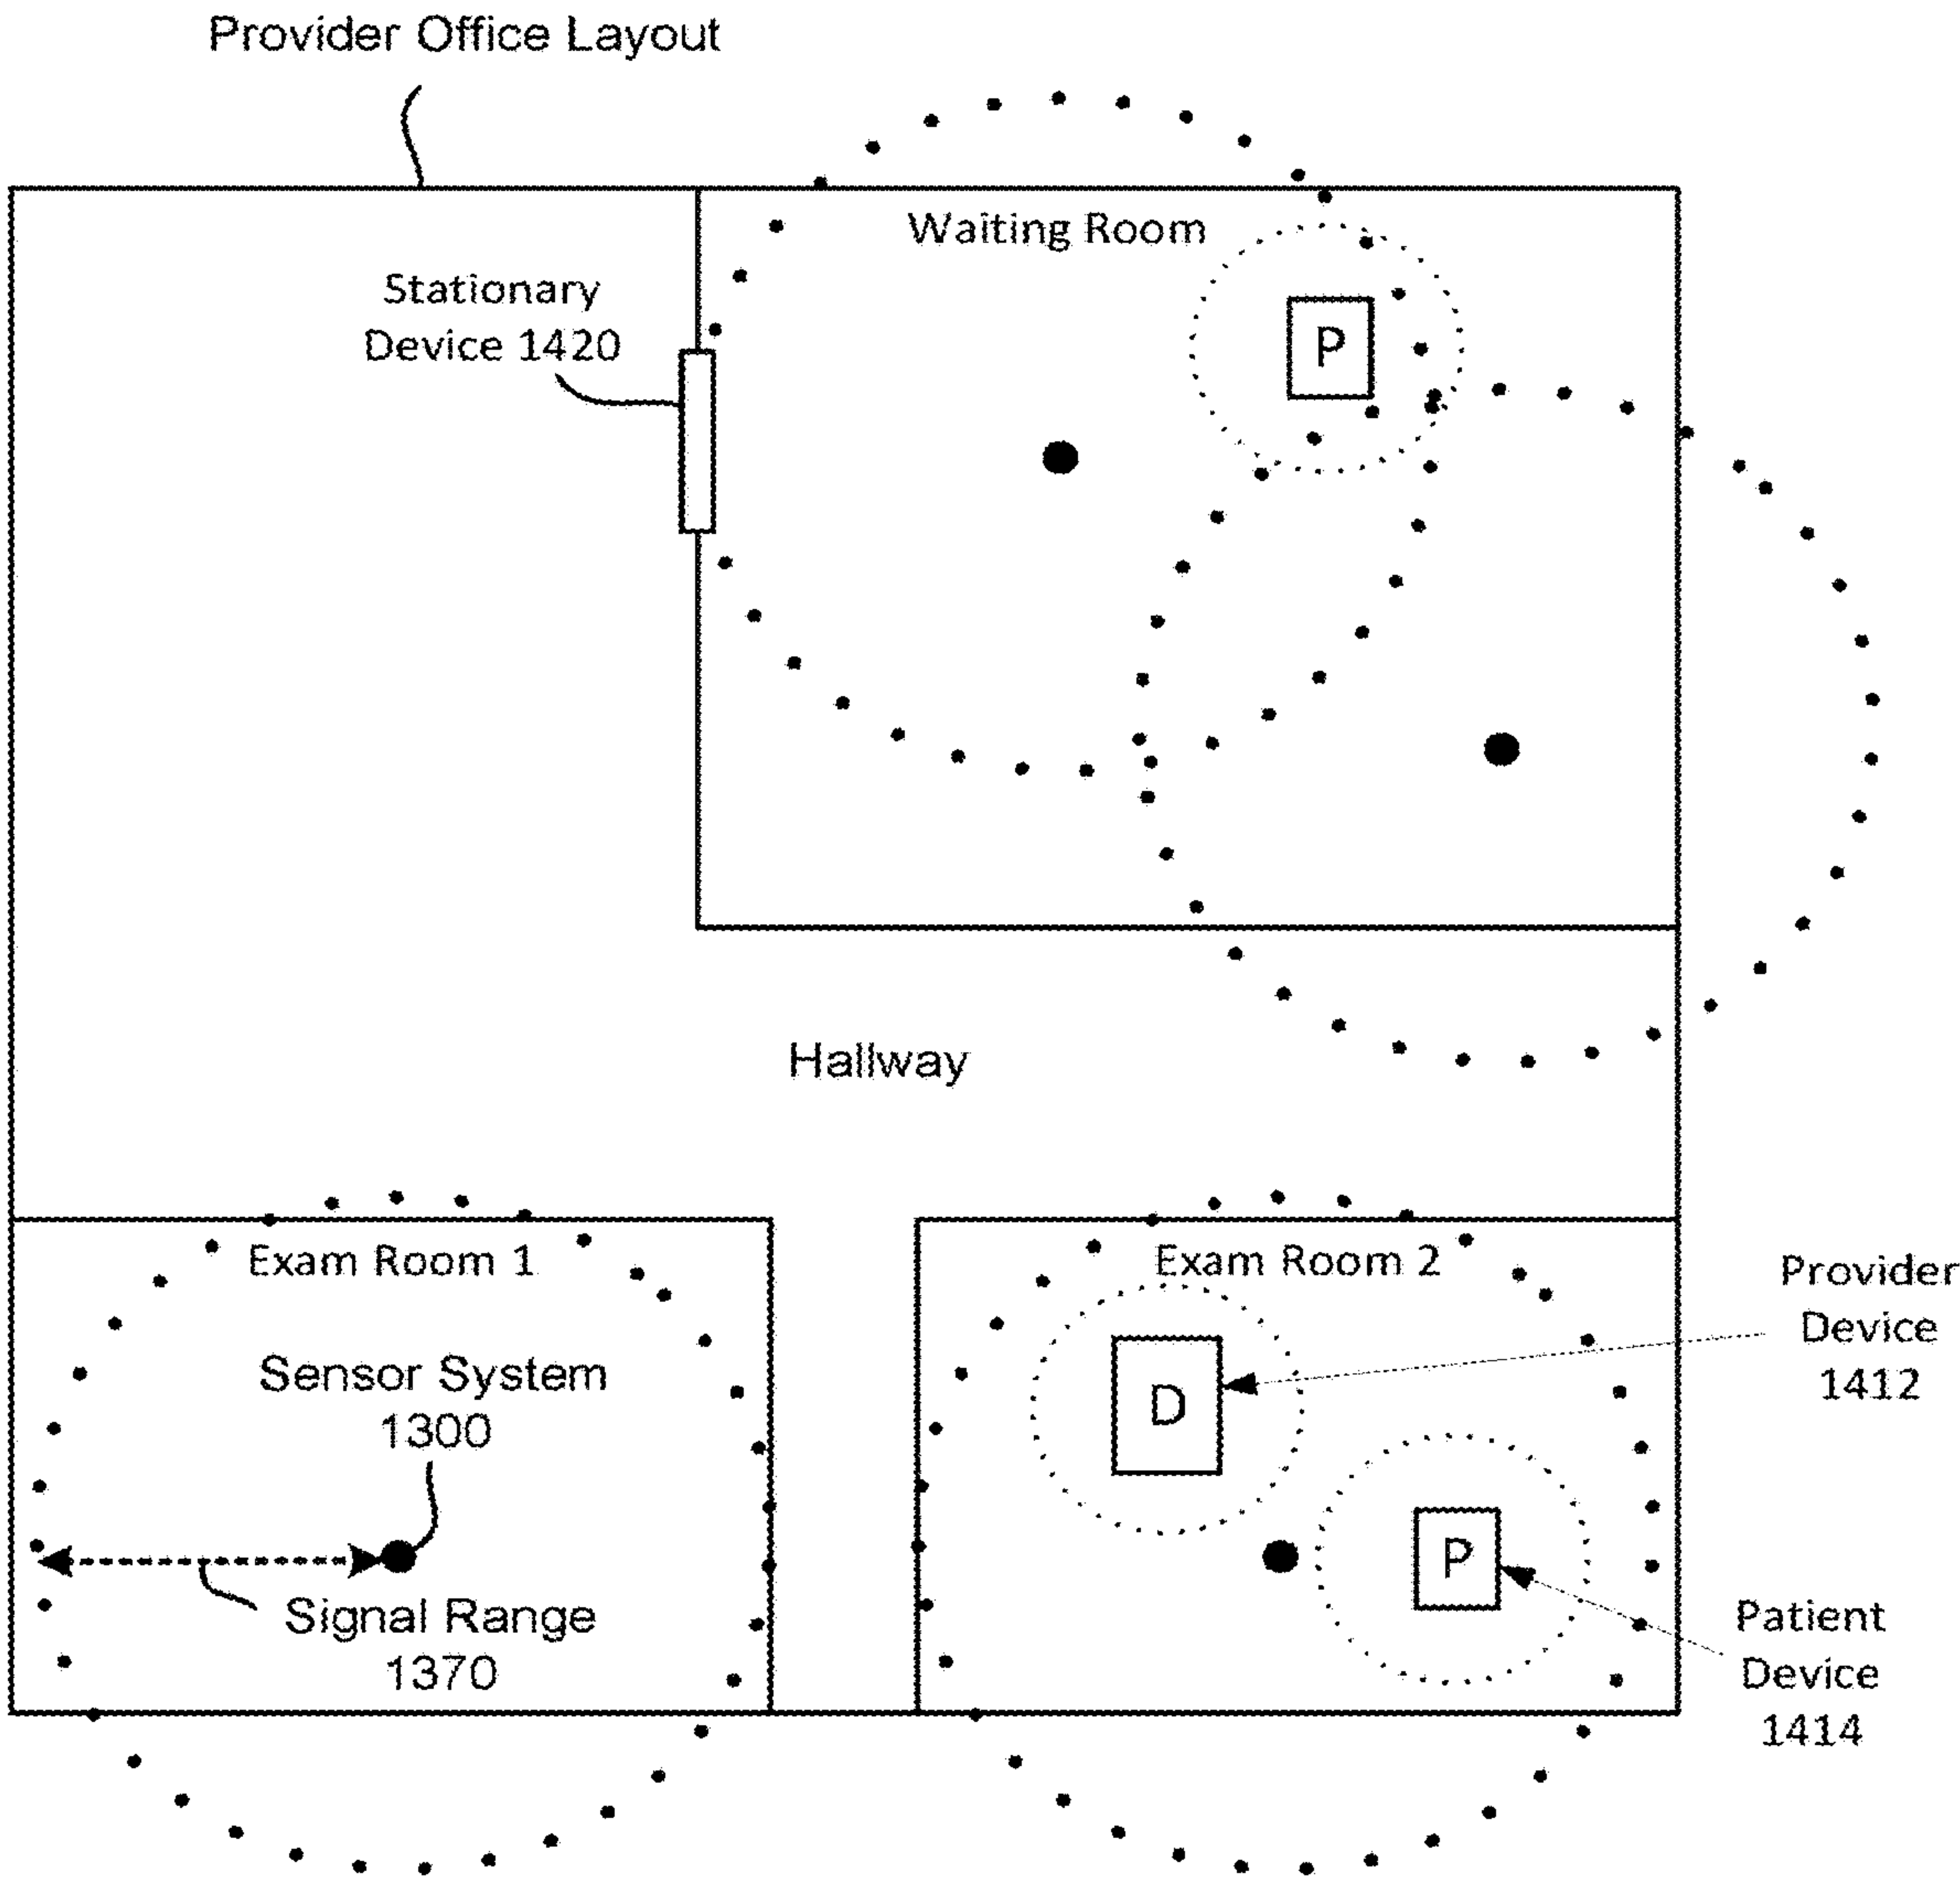 Provider Office Layout
Waiting Room
Stationary
Device 1420
P
Hallway
Exam Room 1
Exam Room 2
Provider
Device
1412
Sensor System
1300
D
P
Signal Range
1370
Patient
Device
1414